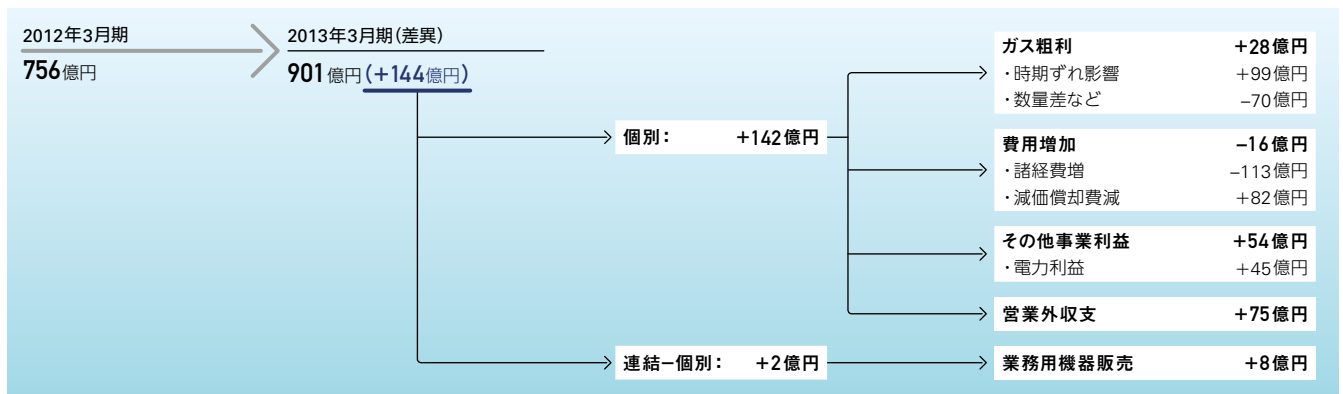 2012年3月期
756億円
2013年3月期(差異)
901億円(+144億円)
個別: +142億円
ガス粗利 +28億円
・時期ずれ影響 +99億円
・数量差など –70億円
費用増加 –16億円
・諸経費増 –113億円
・減価償却費減 +82億円
その他事業利益 +54億円
・電力利益 +45億円
営業外収支 +75億円
連結–個別: +2億円
業務用機器販売 +8億円